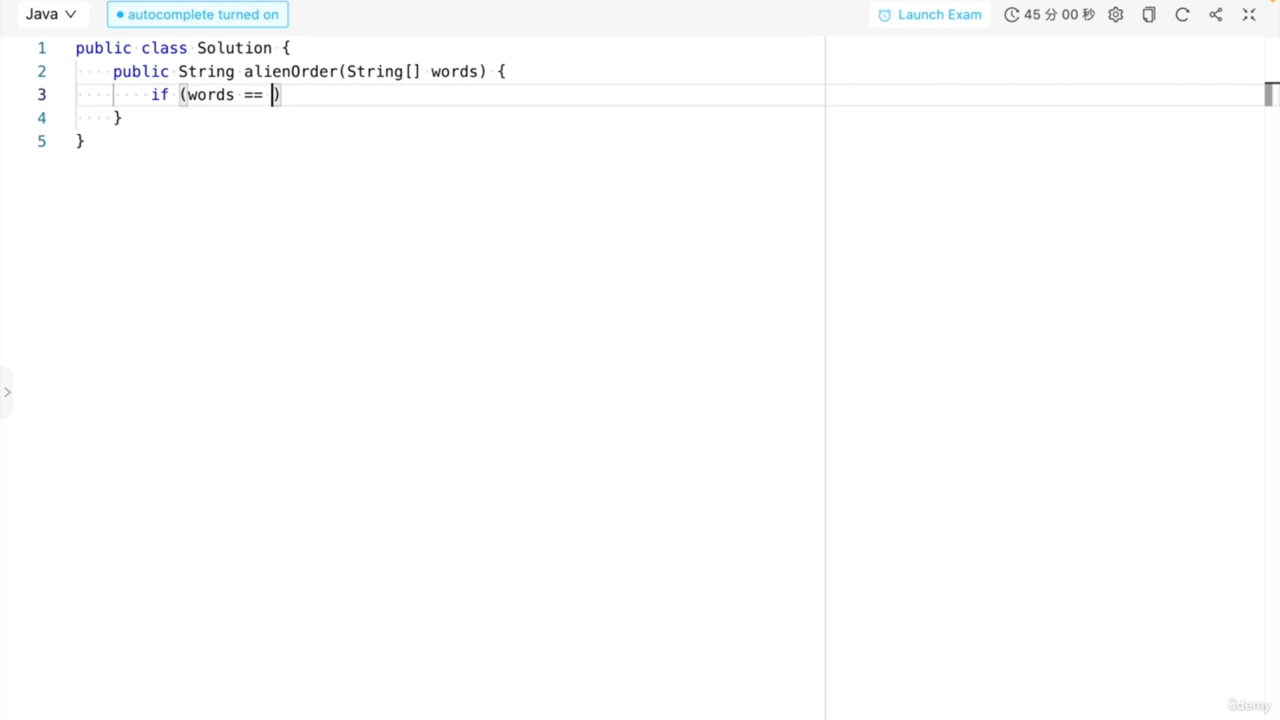 Java
autocomplete turned on
Launch Exam
45 分 00 秒
1 public class Solution {
2 public String alienOrder(String[] words) {
3 if (words == )
4 }
5 }
ûdemy